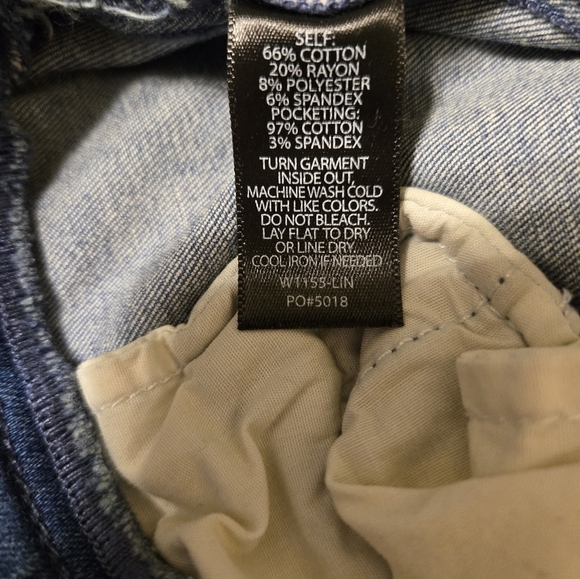 SELF:
66% COTTON
20% RAYON
8% POLYESTER
6% SPANDEX
POCKETING:
97% COTTON
3% SPANDEX
TURN GARMENT
INSIDE OUT,
MACHINE WASH COLD
WITH LIKE COLORS.
DO NOT BLEACH.
LAY FLAT TO DRY
OR LINE DRY.
COOL IRON IF NEEDED
W1155-LIN
PO#5018